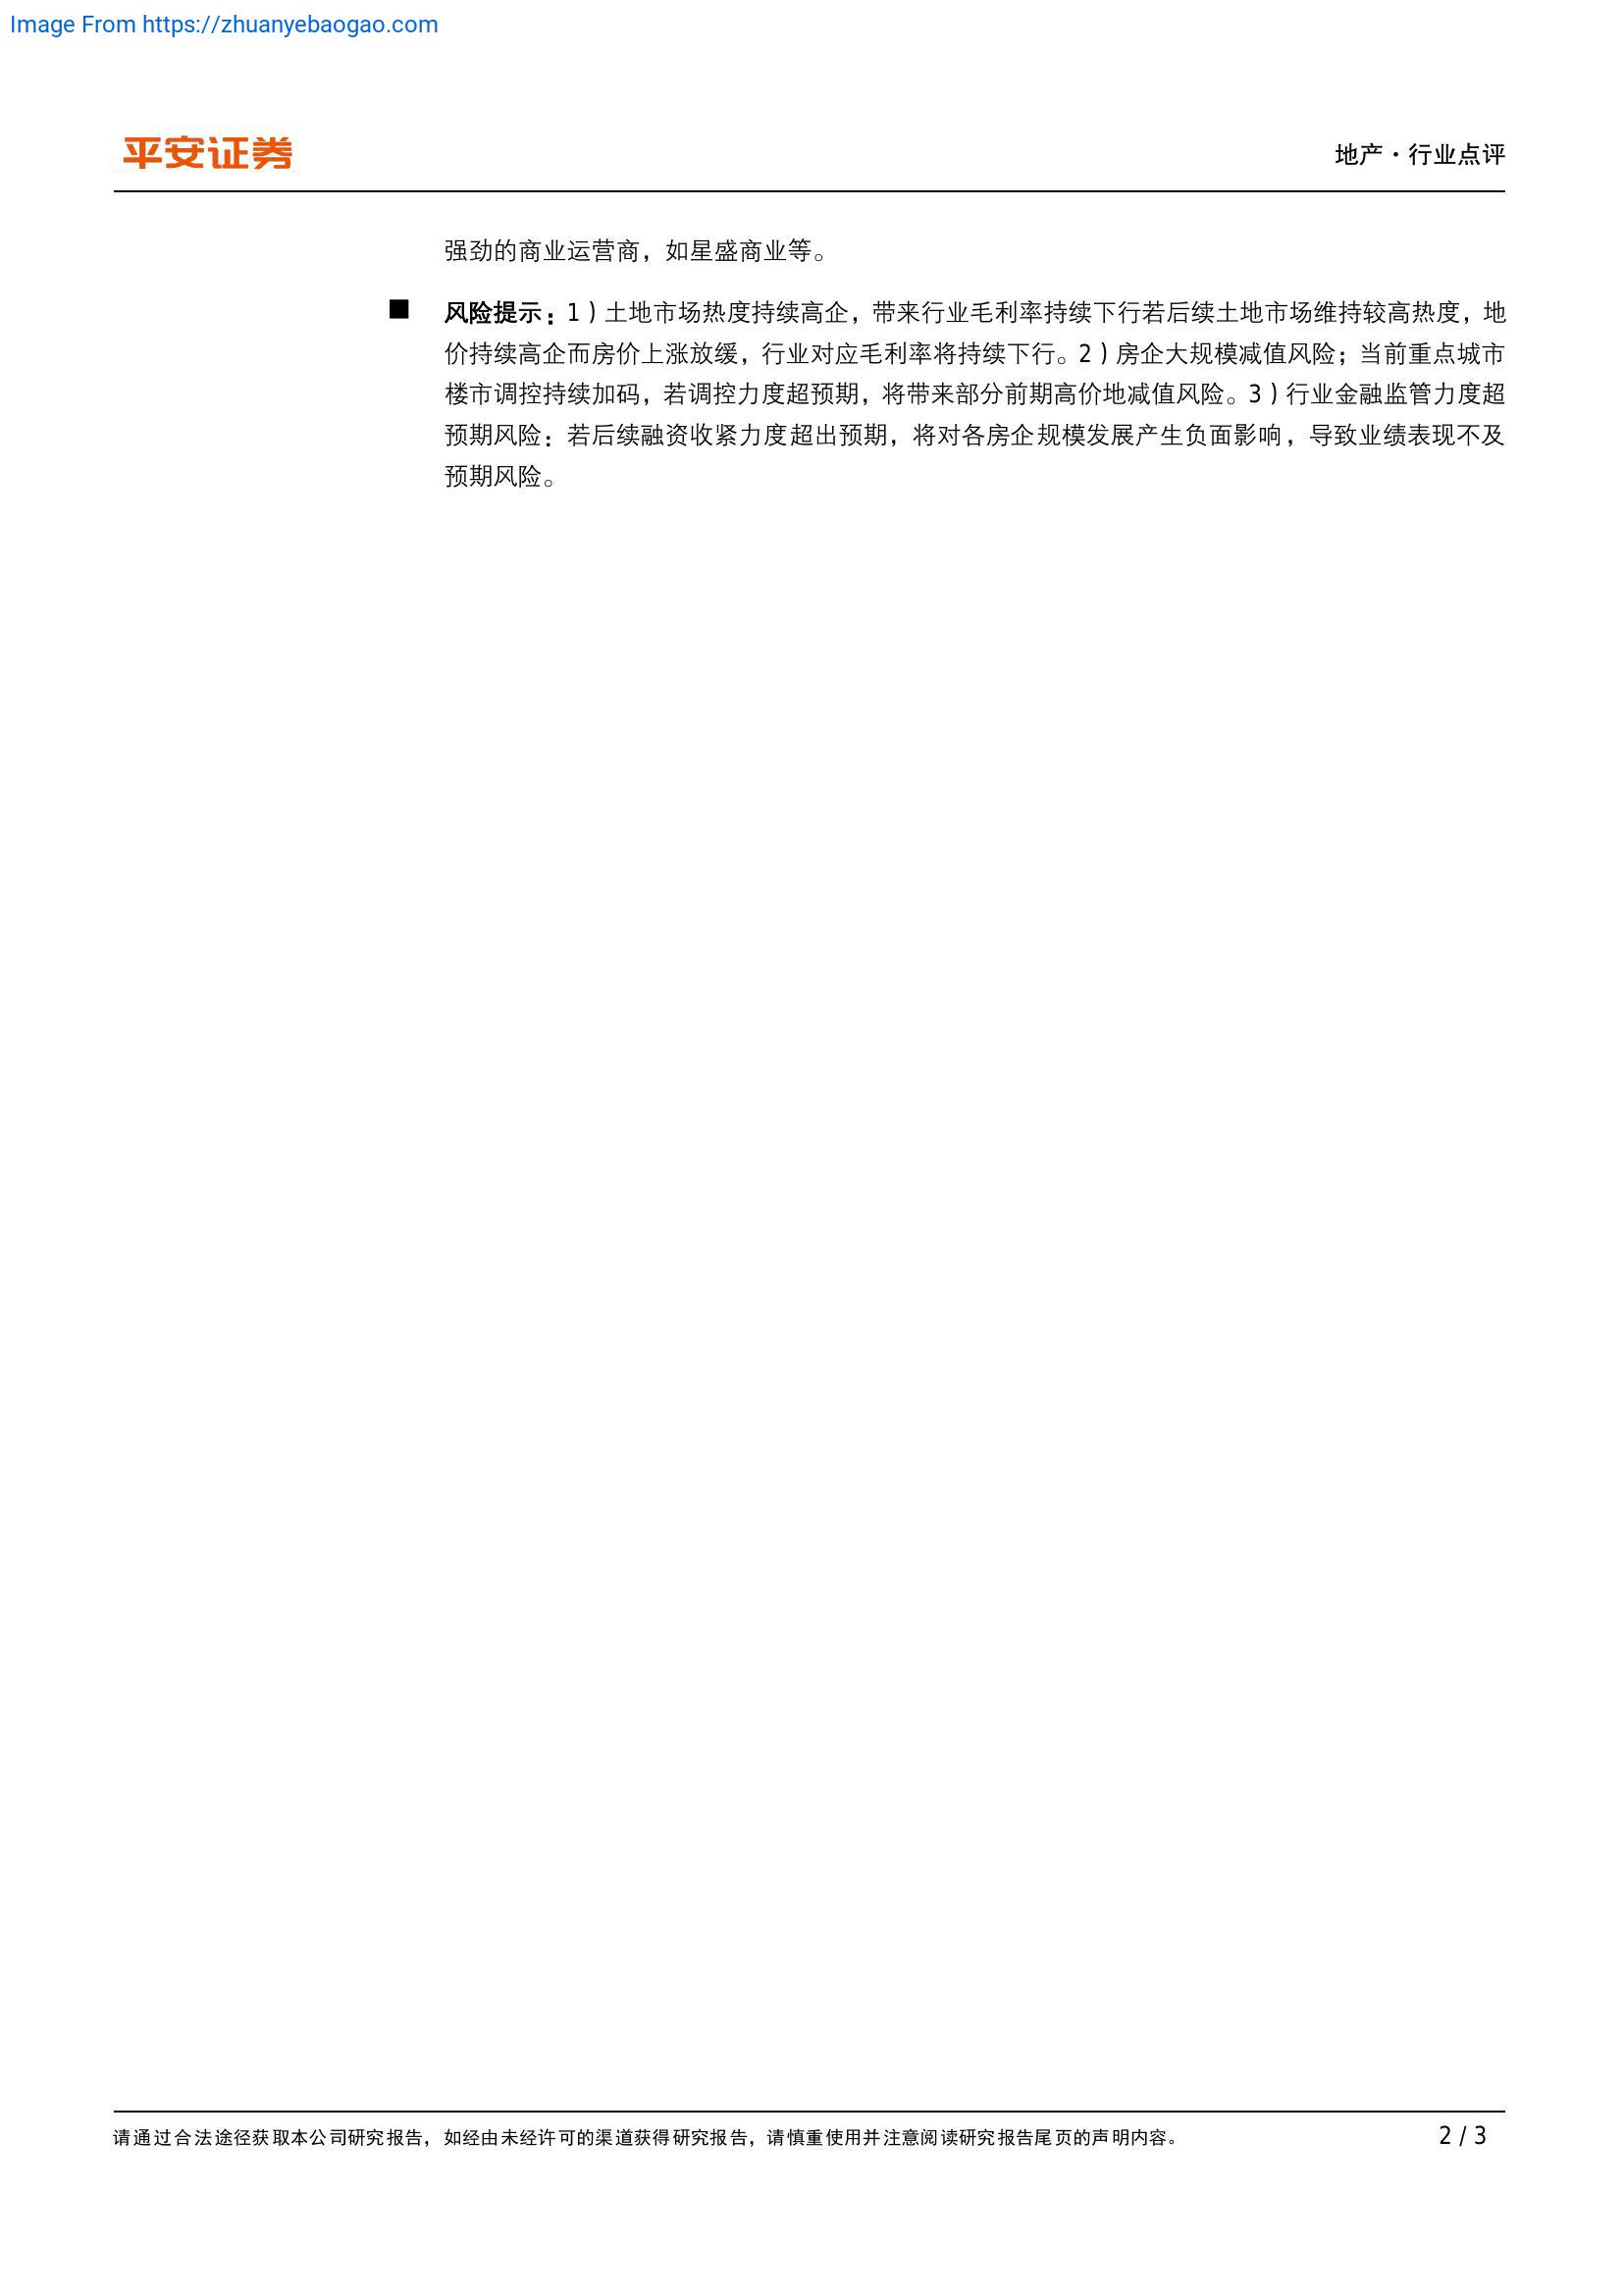 Image From https://zhuanyebaogao.com
平安证券
地产·行业点评
强劲的商业运营商，如星盛商业等。
■ 风险提示：1）土地市场热度持续高企，带来行业毛利率持续下行若后续土地市场维持较高热度，地
价持续高企而房价上涨放缓，行业对应毛利率将持续下行。2）房企大规模减值风险；当前重点城市
楼市调控持续加码，若调控力度超预期，将带来部分前期高价地减值风险。3）行业金融监管力度超
预期风险：若后续融资收紧力度超出预期，将对各房企规模发展产生负面影响，导致业绩表现不及
预期风险。
请通过合法途径获取本公司研究报告，如经由未经许可的渠道获得研究报告，请慎重使用并注意阅读研究报告尾页的声明内容。
2 / 3